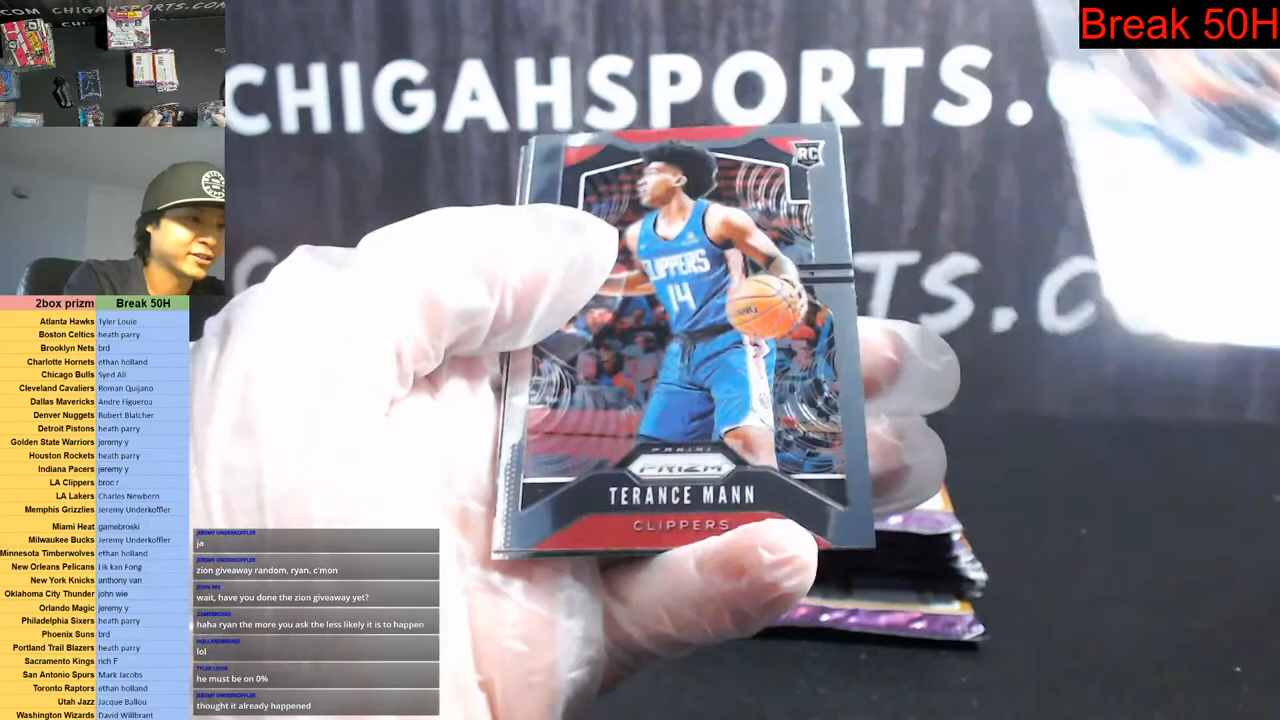 COM CHIGAHSPORTS.COM
Break 50H
CHIGAHSPORTS.
TS.C
RC
CLIPPERS
14
PANINI
PRIZM
TERANCE MANN
CLIPPERS
2box prizm Break 50H
Atlanta Hawks Tyler Louie
Boston Celtics heath parry
Brooklyn Nets brd
Charlotte Hornets ethan holland
Chicago Bulls Syed Ali
Cleveland Cavaliers Roman Quijano
Dallas Mavericks Andre Figueroa
Denver Nuggets Robert Blatcher
Detroit Pistons heath parry
Golden State Warriors jeremy y
Houston Rockets heath parry
Indiana Pacers jeremy y
LA Clippers broc r
LA Lakers Charles Newbern
Memphis Grizzlies Jeremy Underkoffler
Miami Heat gamebroski
Milwaukee Bucks Jeremy Underkoffler
Minnesota Timberwolves ethan holland
New Orleans Pelicans Lik kan Fong
New York Knicks anthony van
Oklahoma City Thunder john wie
Orlando Magic jeremy y
Philadelphia Sixers heath parry
Phoenix Suns brd
Portland Trail Blazers heath parry
Sacramento Kings rich F
San Antonio Spurs Mark Jacobs
Toronto Raptors ethan holland
Utah Jazz Jacque Ballou
Washington Wizards David Willbrant
JEREMY UNDERKOFFLER
ja
JEREMY UNDERKOFFLER
zion giveaway random, ryan, c'mon
JOHN WIE
wait, have you done the zion giveaway yet?
GAMEBROSKI
haha ryan the more you ask the less likely it is to happen
HOLLANDBREAKS
lol
TYLER LOUIE
he must be on 0%
JEREMY UNDERKOFFLER
thought it already happened